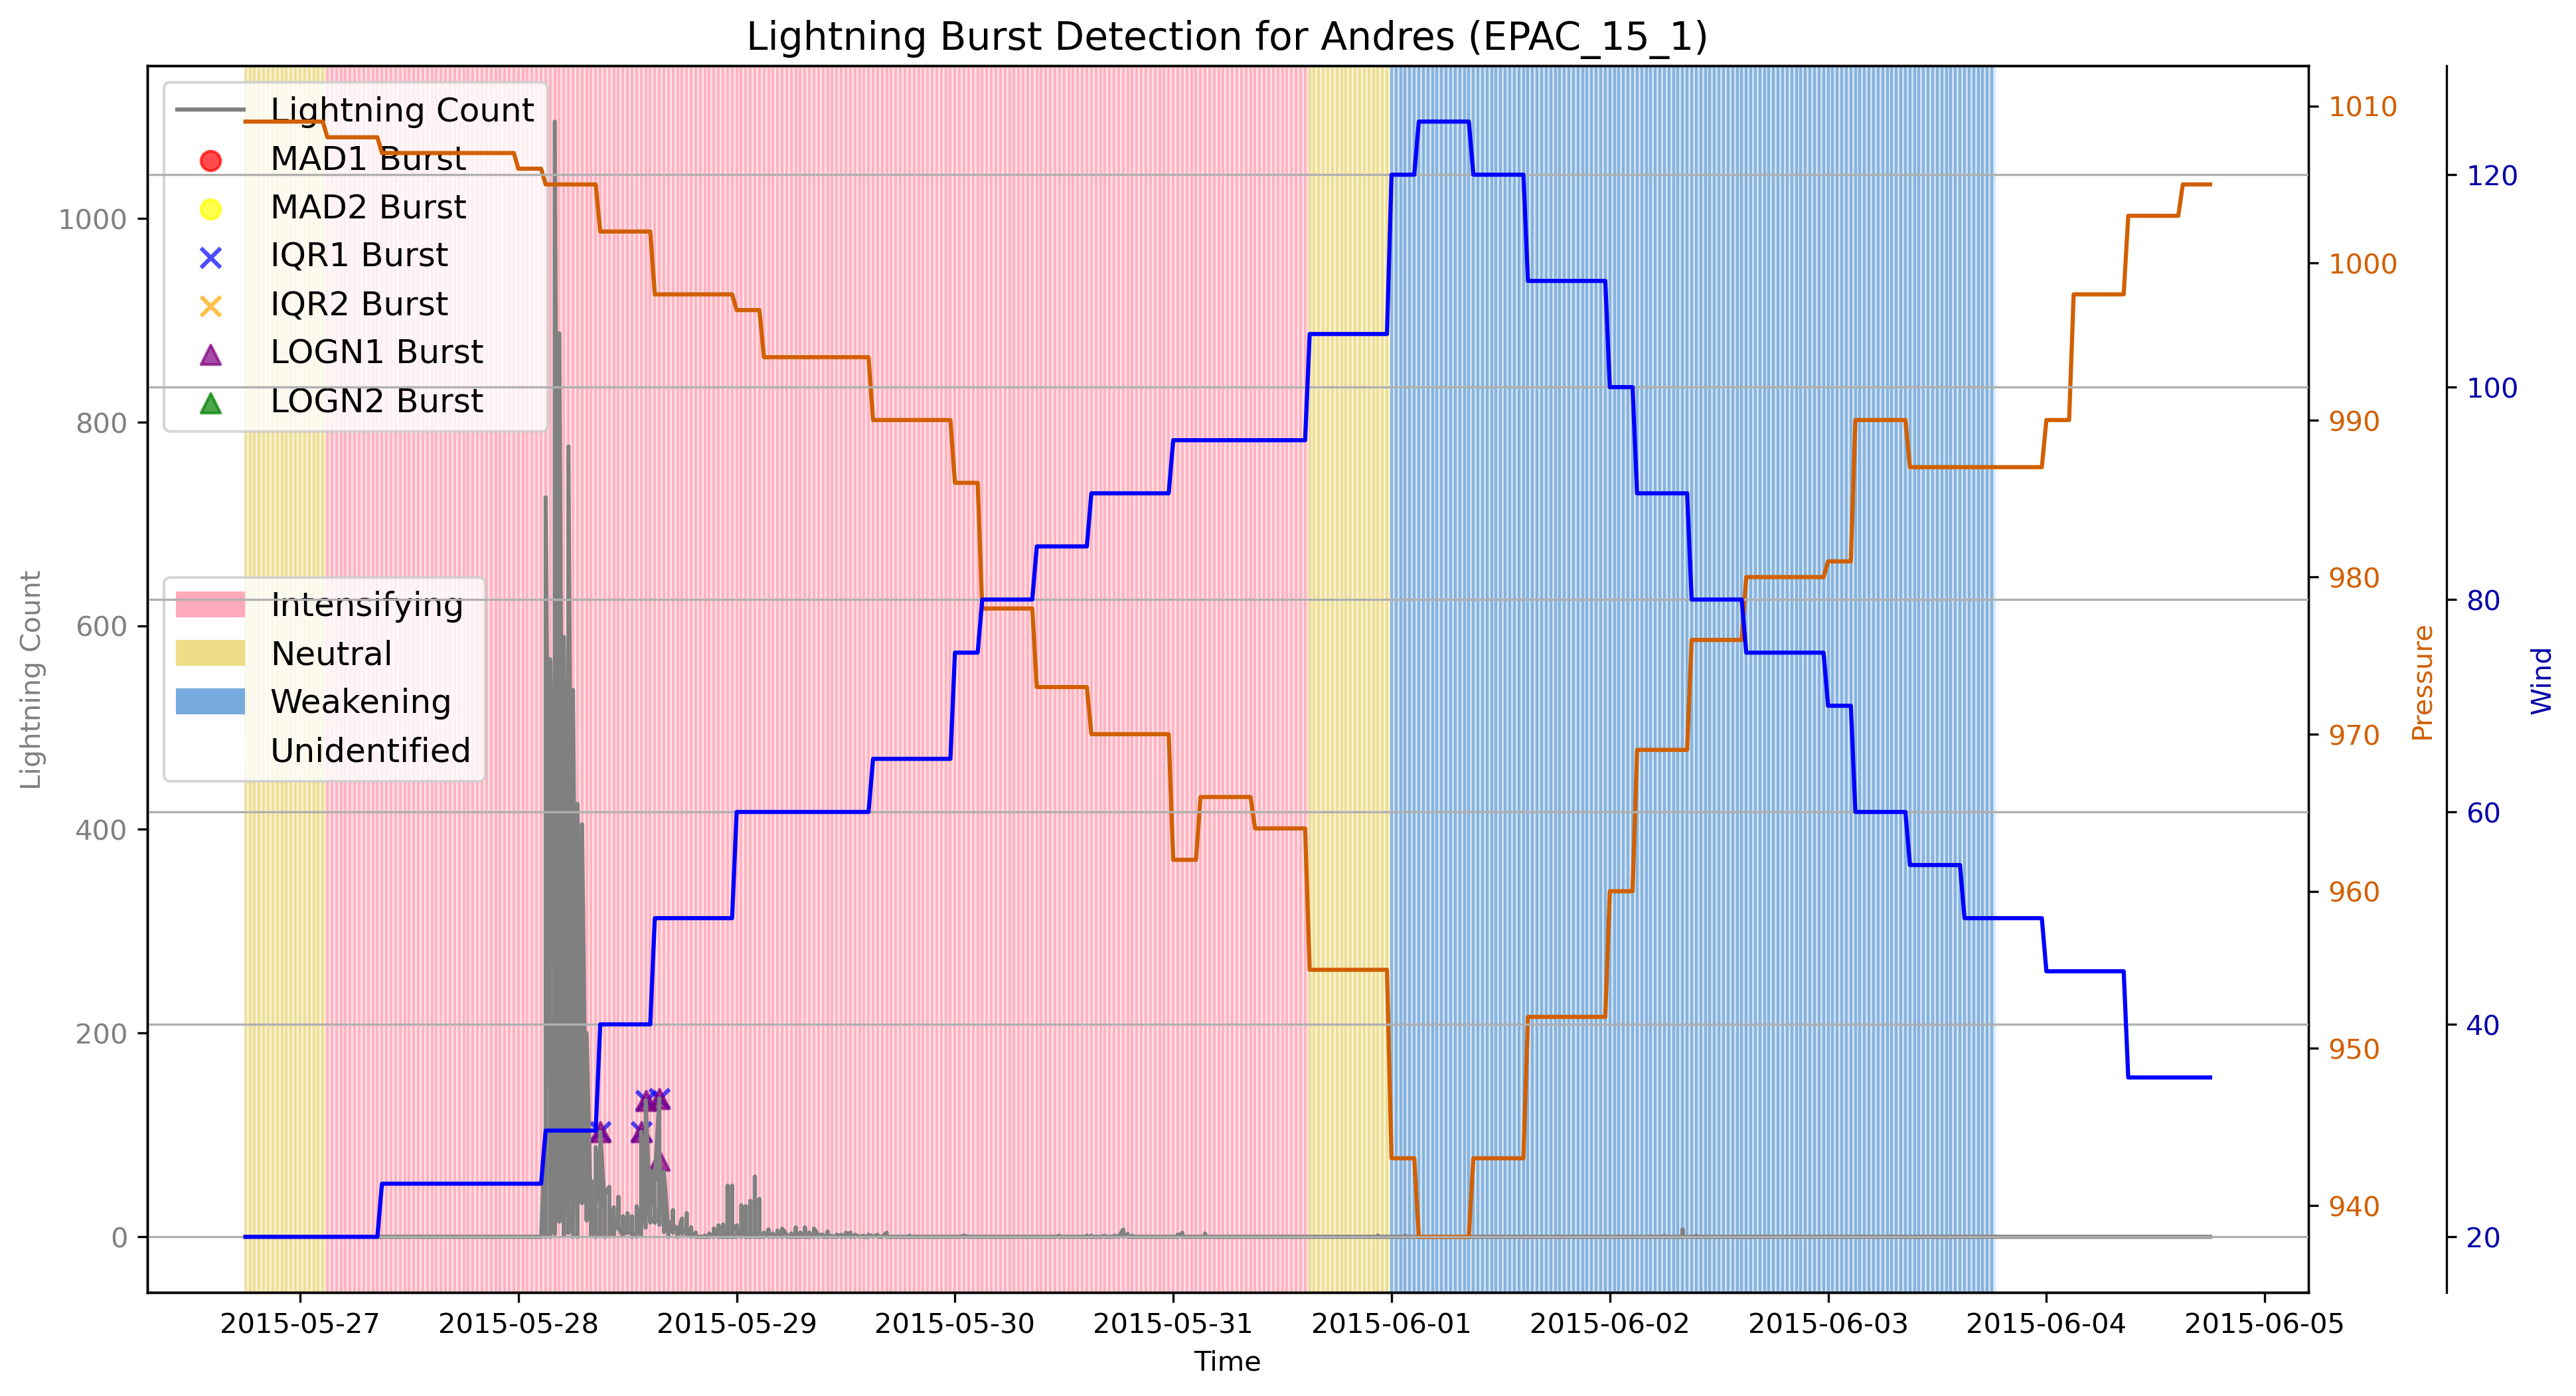 Lightning Burst Detection for Andres (EPAC_15_1)
Lightning Count
MAD1 Burst
MAD2 Burst
IQR1 Burst
IQR2 Burst
LOGN1 Burst
LOGN2 Burst
Intensifying
Neutral
Weakening
Unidentified
Lightning Count
1000
800
600
400
200
0
1010
1000
990
980
970
960
950
940
Pressure
120
100
80
60
40
20
Wind
2015-05-27 2015-05-28 2015-05-29 2015-05-30 2015-05-31 2015-06-01 2015-06-02 2015-06-03 2015-06-04 2015-06-05
Time